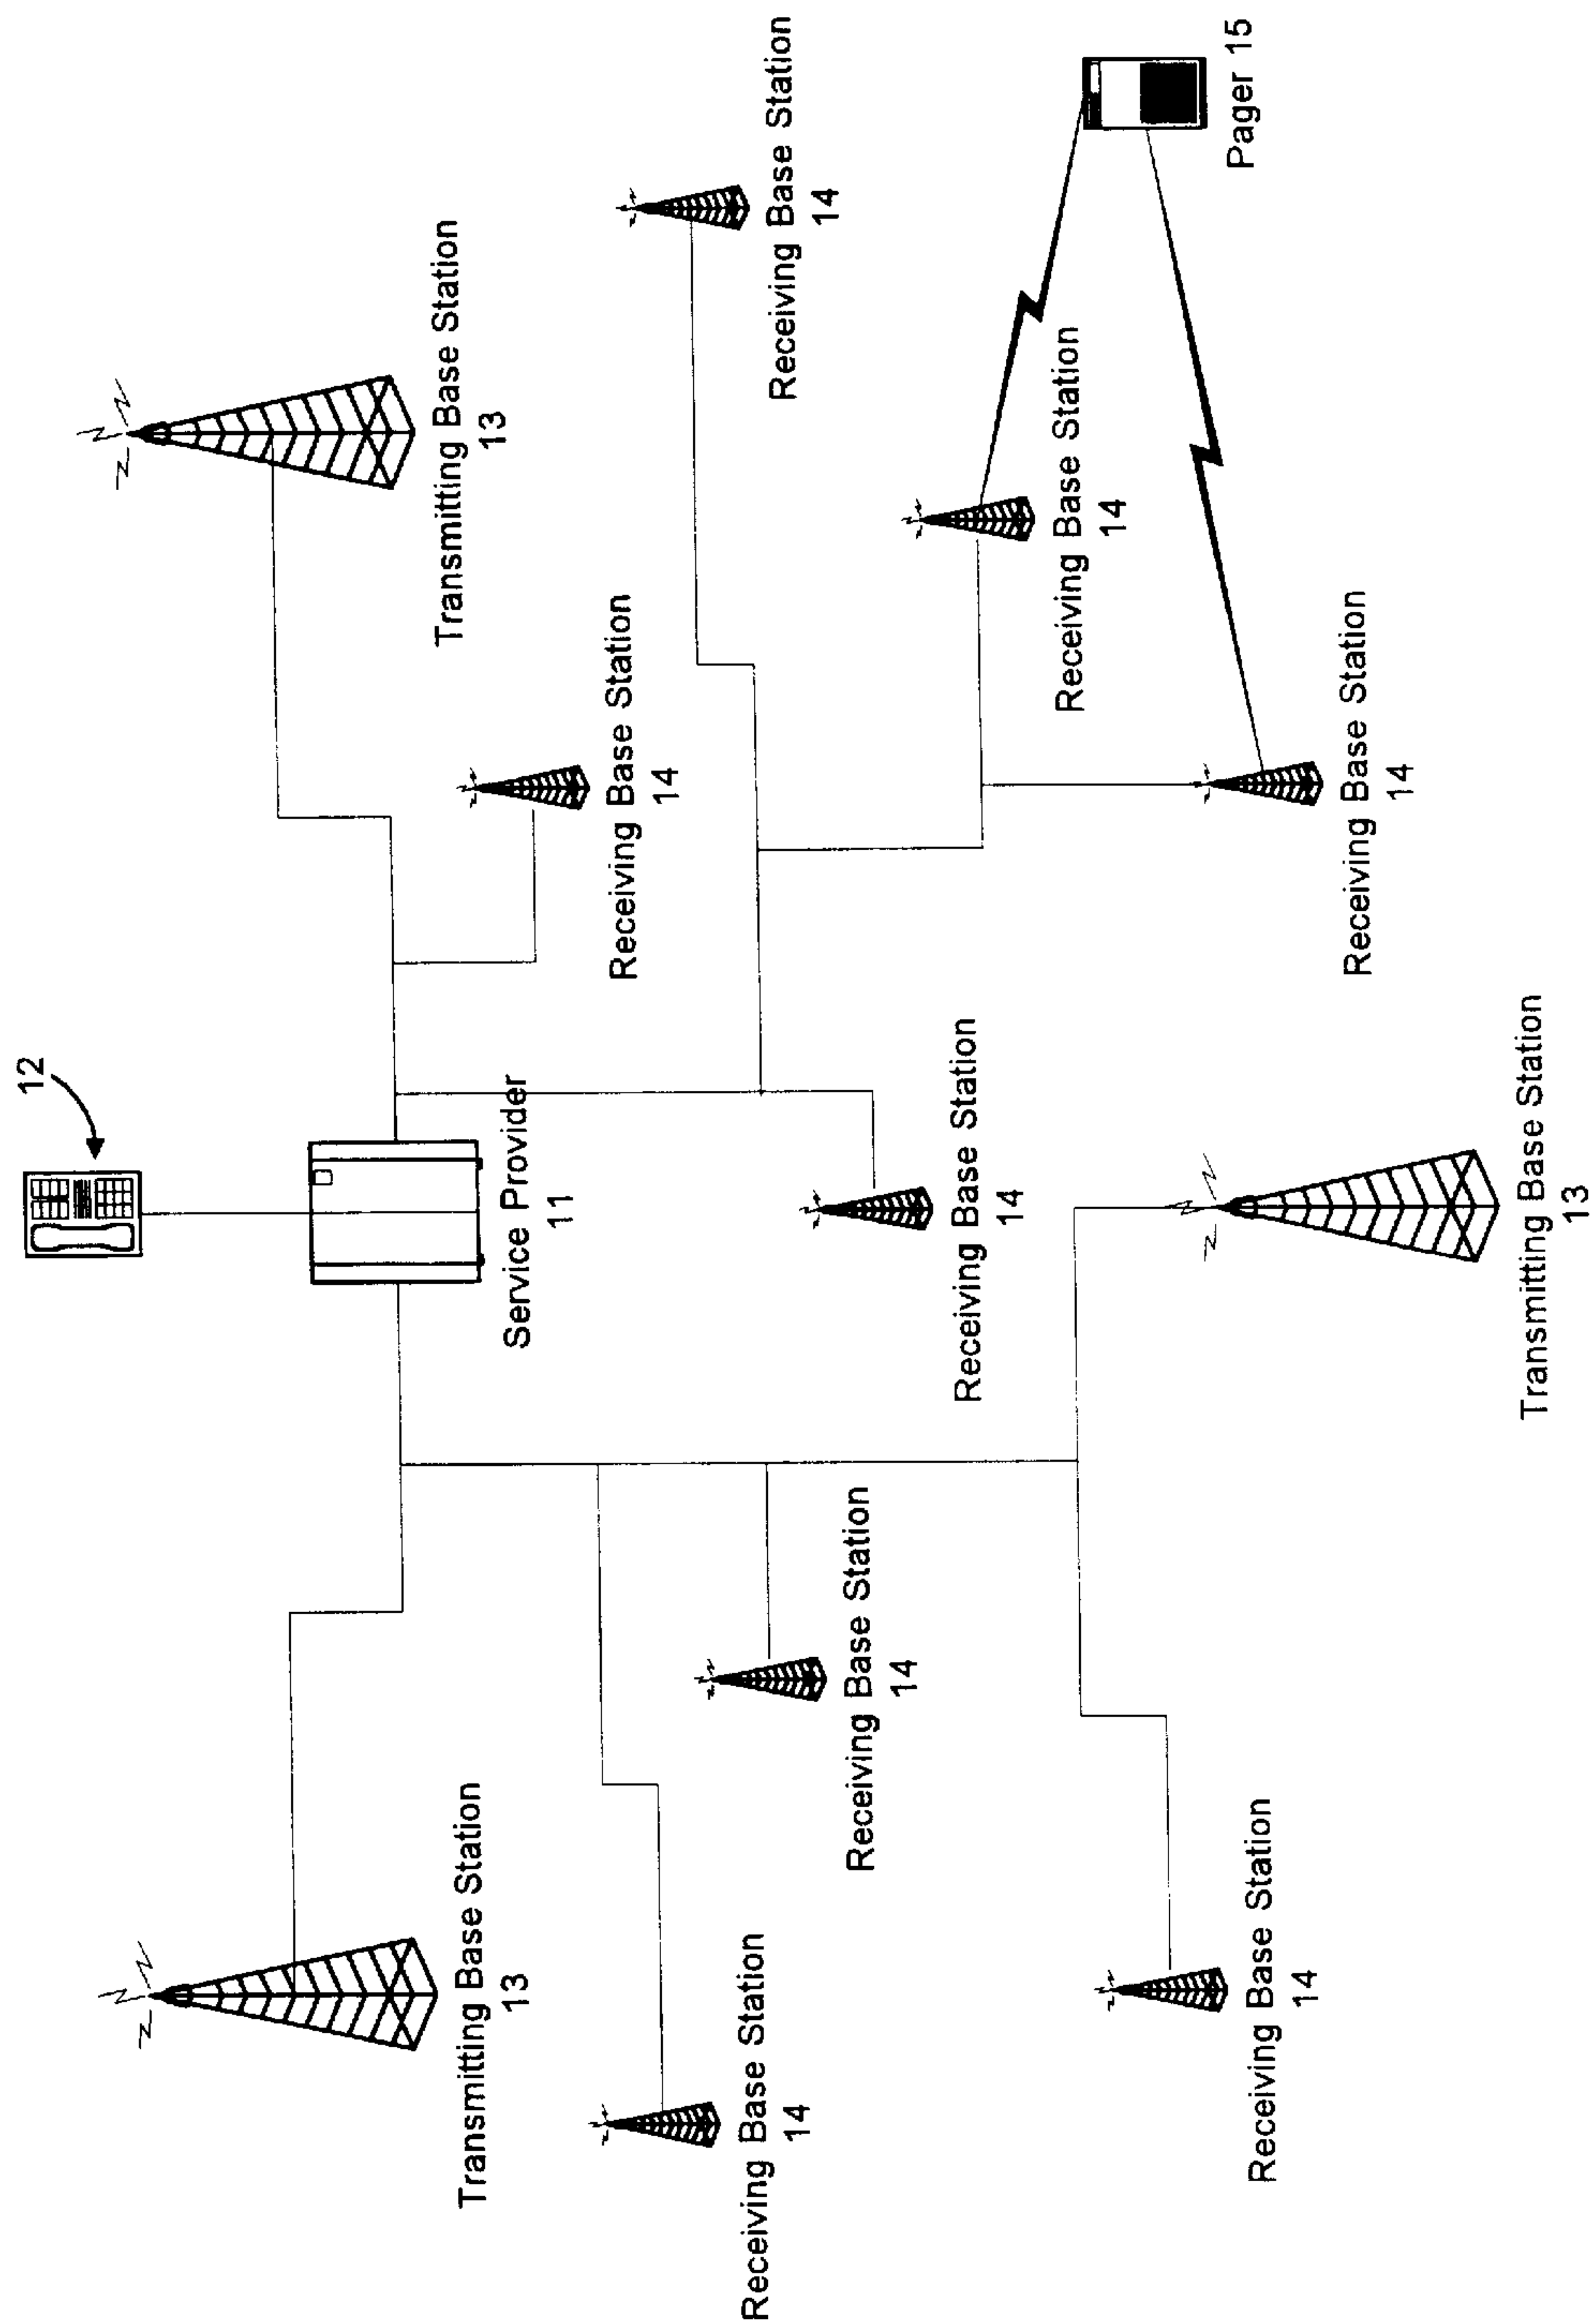 12
Service Provider
11
Transmitting Base Station
13
Transmitting Base Station
13
Receiving Base Station
14
Receiving Base Station
14
Receiving Base Station
14
Receiving Base Station
14
Receiving Base Station
14
Receiving Base Station
14
Pager 15
Receiving Base Station
14
Receiving Base Station
14
Transmitting Base Station
13